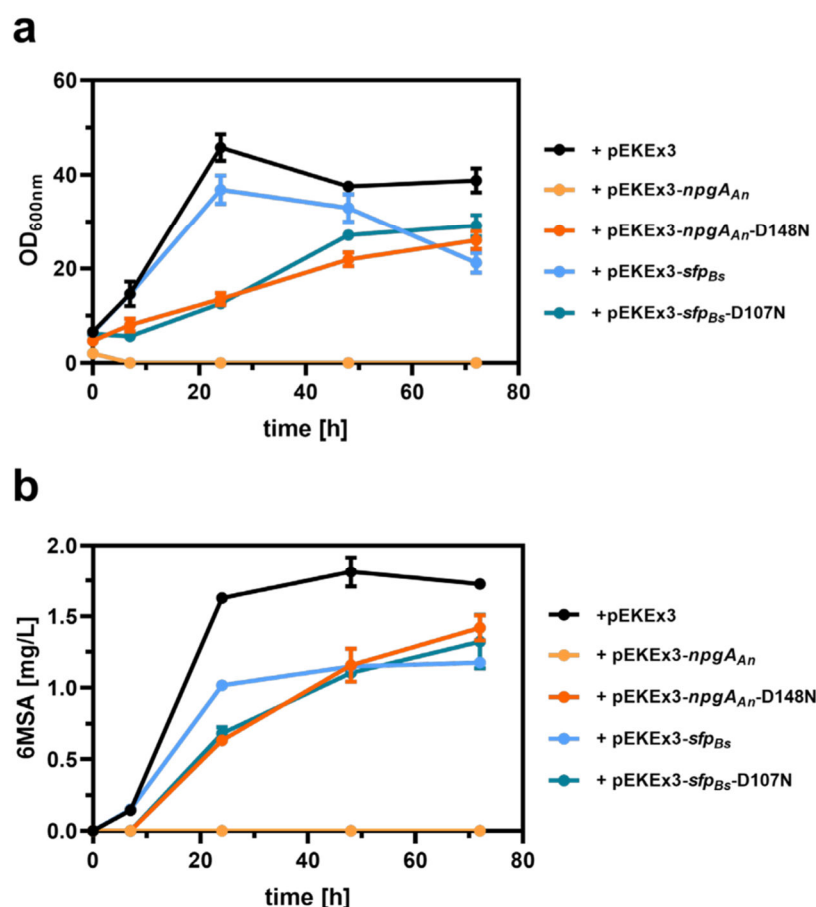 a
60
40
20
0
OD600nm
0 20 40 60 80
time [h]
+ pEKEx3
+ pEKEx3-npgAAn
+ pEKEx3-npgAAn-D148N
+ pEKEx3-sfpBs
+ pEKEx3-sfpBs-D107N
b
2.0
1.5
1.0
0.5
0.0
6MSA [mg/L]
0 20 40 60 80
time [h]
+pEKEx3
+ pEKEx3-npgAAn
+ pEKEx3-npgAAn-D148N
+ pEKEx3-sfpBs
+ pEKEx3-sfpBs-D107N